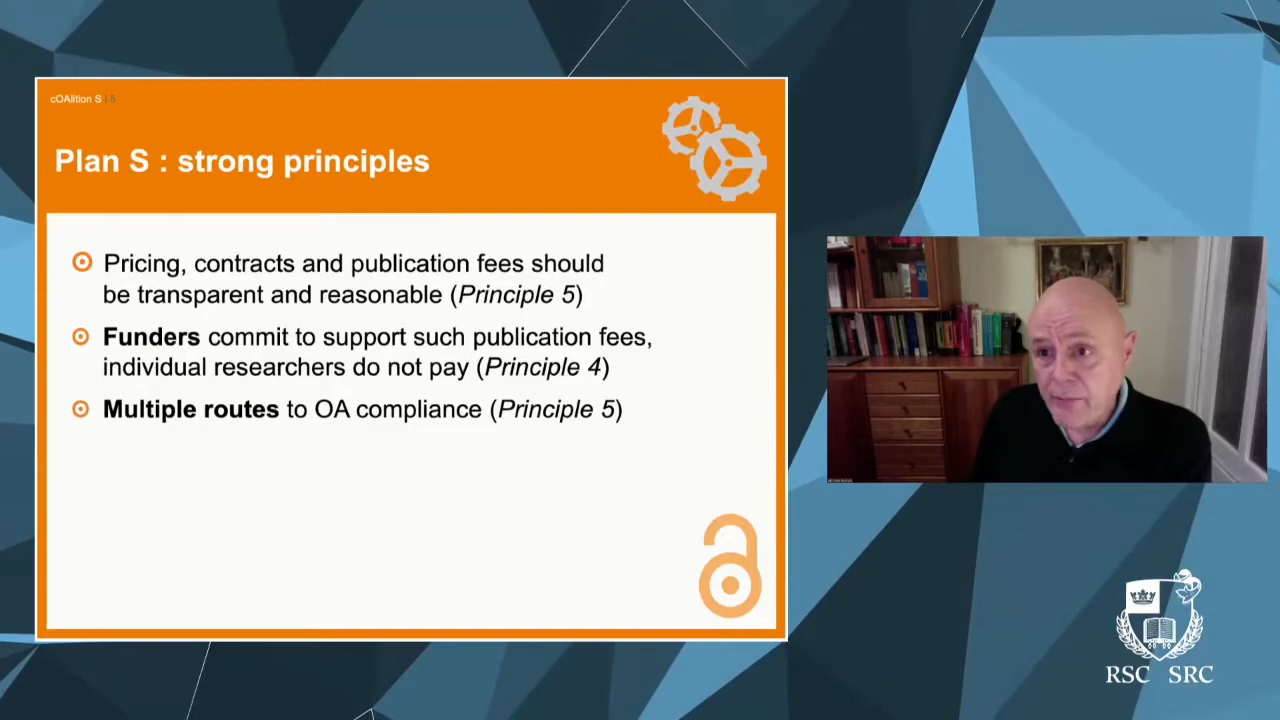 cOAlition S | 5
Plan S : strong principles
Pricing, contracts and publication fees should
be transparent and reasonable (Principle 5)
Funders commit to support such publication fees,
individual researchers do not pay (Principle 4)
Multiple routes to OA compliance (Principle 5)
RSC SRC